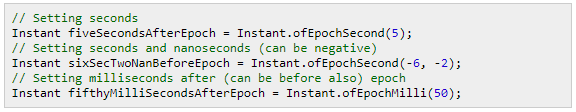 // Setting seconds
Instant fiveSecondsAfterEpoch = Instant.ofEpochSecond(5);
// Setting seconds and nanoseconds (can be negative)
Instant sixSecTwoNanBeforeEpoch = Instant.ofEpochSecond(-6, -2);
// Setting milliseconds after (can be before also) epoch
Instant fifthyMilliSecondsAfterEpoch = Instant.ofEpochMilli(50);